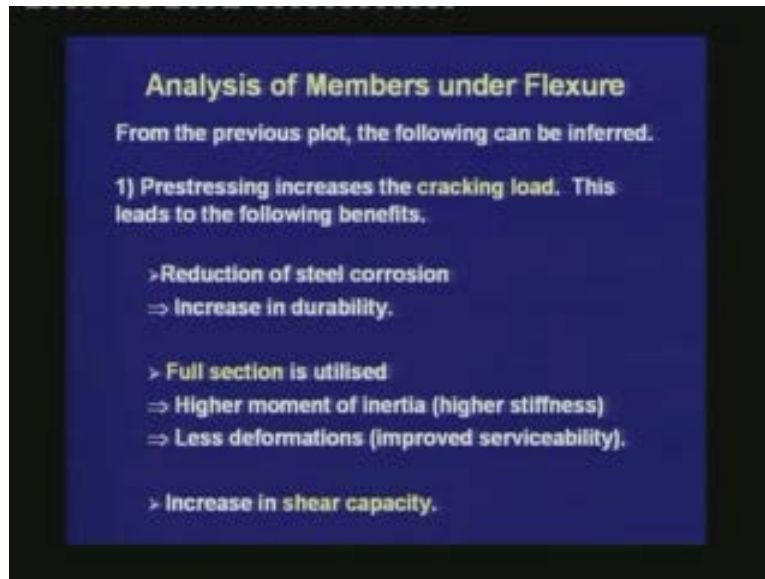 Analysis of Members under Flexure
From the previous plot, the following can be inferred.
1) Prestressing increases the cracking load. This
leads to the following benefits.
➢Reduction of steel corrosion
⇒ Increase in durability.
➢ Full section is utilised
⇒ Higher moment of inertia (higher stiffness)
⇒ Less deformations (improved serviceability).
➢ Increase in shear capacity.